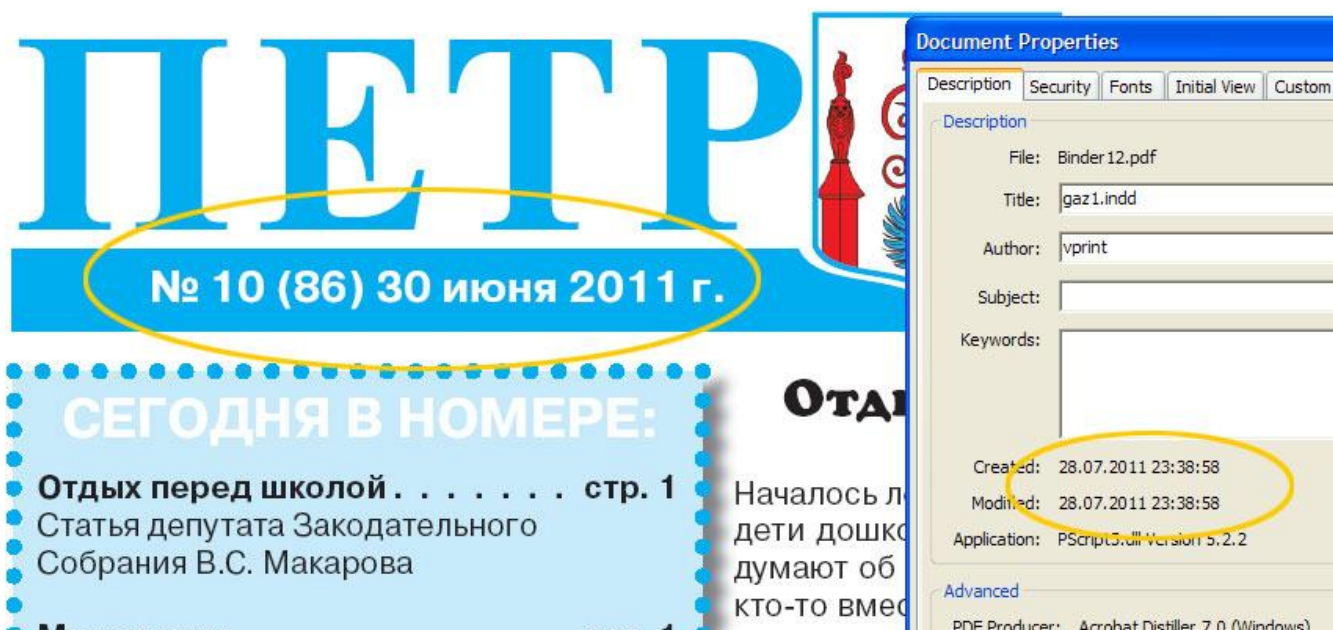 ПЕТР
№ 10 (86) 30 июня 2011 г.
СЕГОДНЯ В НОМЕРЕ:
Отдых перед школой . . . . . . . стр. 1
Статья депутата Закодательного
Собрания В.С. Макарова
Началось
дети
думают об
кто-то
Document Properties
Description Security Fonts Initial View Custom
Description
File: Binder12.pdf
Title: gaz1.indd
Author: vprint
Subject:
Keywords:
Created: 28.07.2011 23:38:58
Modified: 28.07.2011 23:38:58
Application: PScript5.dll Version 5.2.2
Advanced
PDF Producer: Acrobat Distiller 7.0 (Windows)